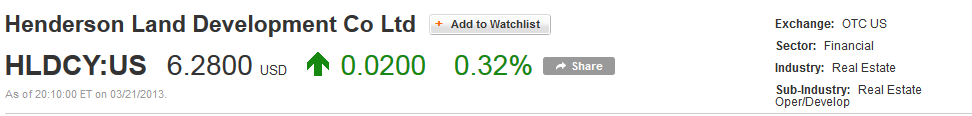 Henderson Land Development Co Ltd
+ Add to Watchlist
HLDCY:US 6.2800 USD 0.0200 0.32% Share
As of 20:10:00 ET on 03/21/2013.
Exchange: OTC US
Sector: Financial
Industry: Real Estate
Sub-Industry: Real Estate
Oper/Develop